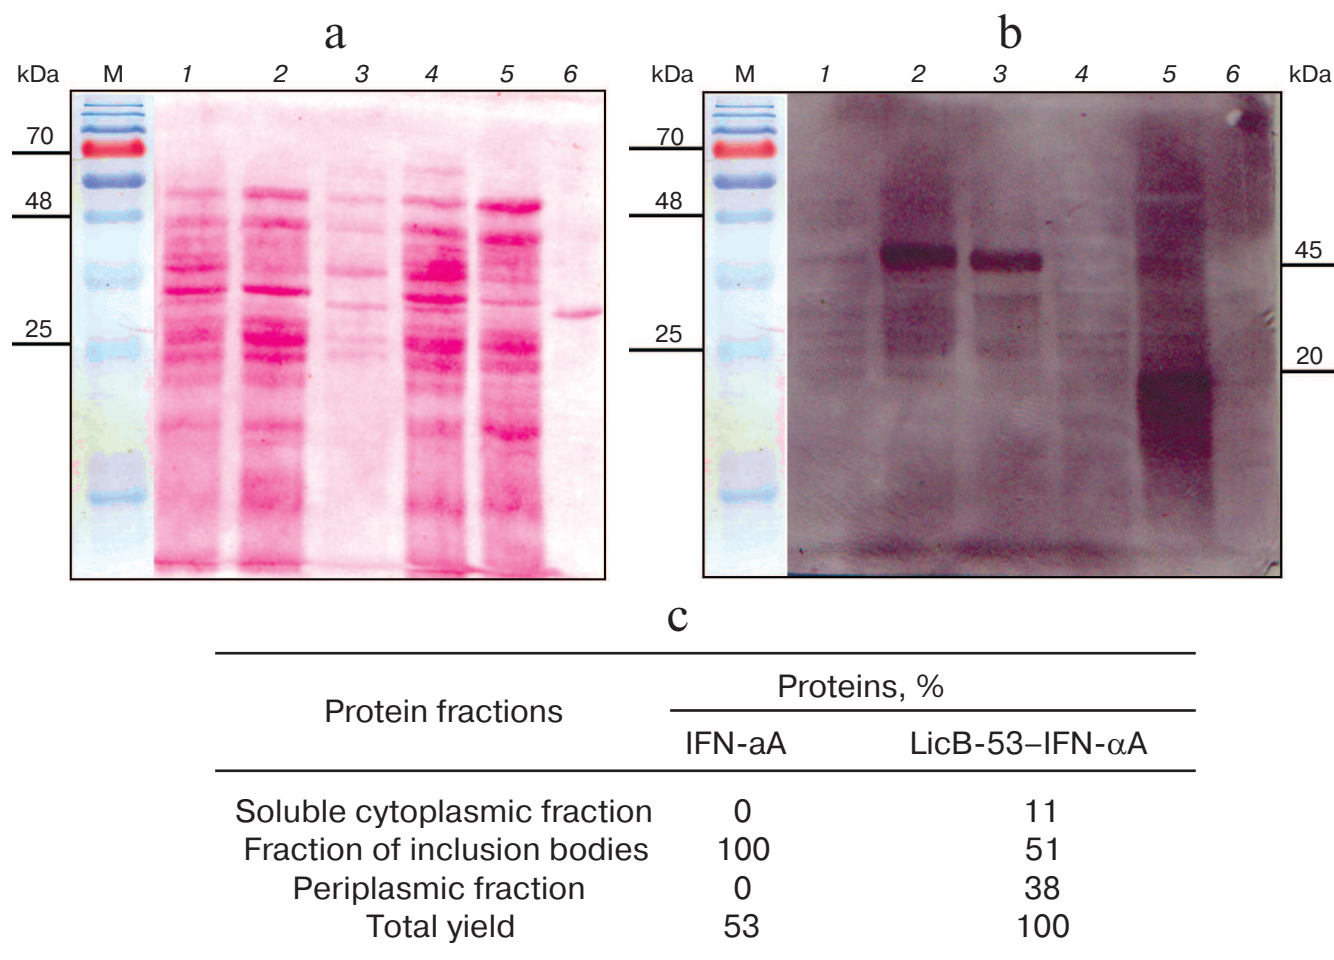 a
kDa M 1 2 3 4 5 6
70
48
25
b
kDa M 1 2 3 4 5 6 kDa
70
48
25
45
20
c
Protein fractions
Proteins, %
IFN-aA LicB-53–IFN-αA
Soluble cytoplasmic fraction 0 11
Fraction of inclusion bodies 100 51
Periplasmic fraction 0 38
Total yield 53 100